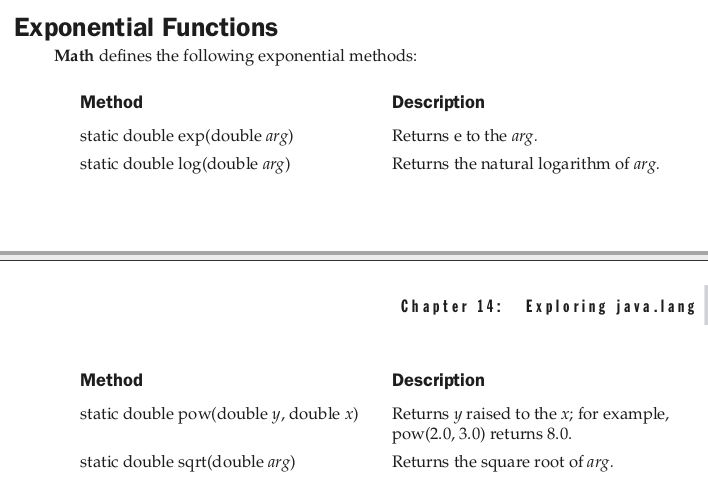 Exponential Functions
Math defines the following exponential methods:
Method Description
static double exp(double arg) Returns e to the arg.
static double log(double arg) Returns the natural logarithm of arg.
Chapter 14: Exploring java.lang
Method Description
static double pow(double y, double x) Returns y raised to the x; for example,
pow(2.0, 3.0) returns 8.0.
static double sqrt(double arg) Returns the square root of arg.